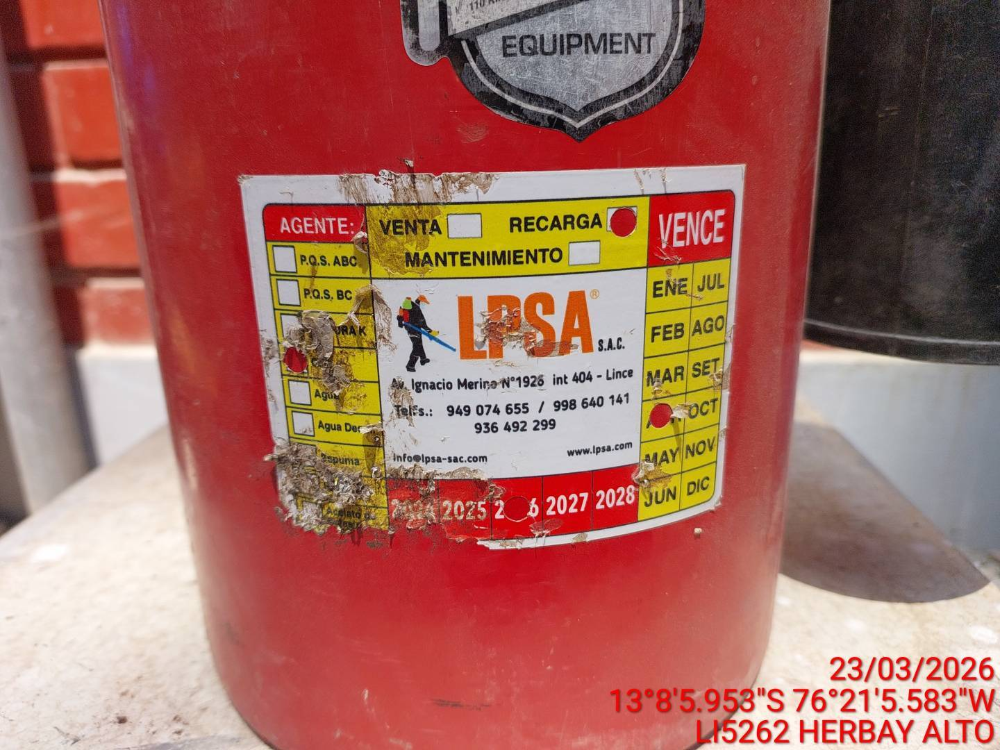 EQUIPMENT
AGENTE:
VENTA
RECARGA
VENCE
MANTENIMIENTO
P.Q.S. ABC
P.Q.S. BC
ENE JUL
FEB AGO
MAR SET
OCT
MAY NOV
JUN DIC
LPSA® S.A.C.
Av. Ignacio Merino N°1926 int 404 - Lince
Telfs.: 949 074 655 / 998 640 141
936 492 299
www.lpsa.com
info@lpsa-sac.com
Agua
Espuma
2025 2027 2028
23/03/2026
13°8'5.953"S 76°21'5.583"W
LI5262 HERBAY ALTO